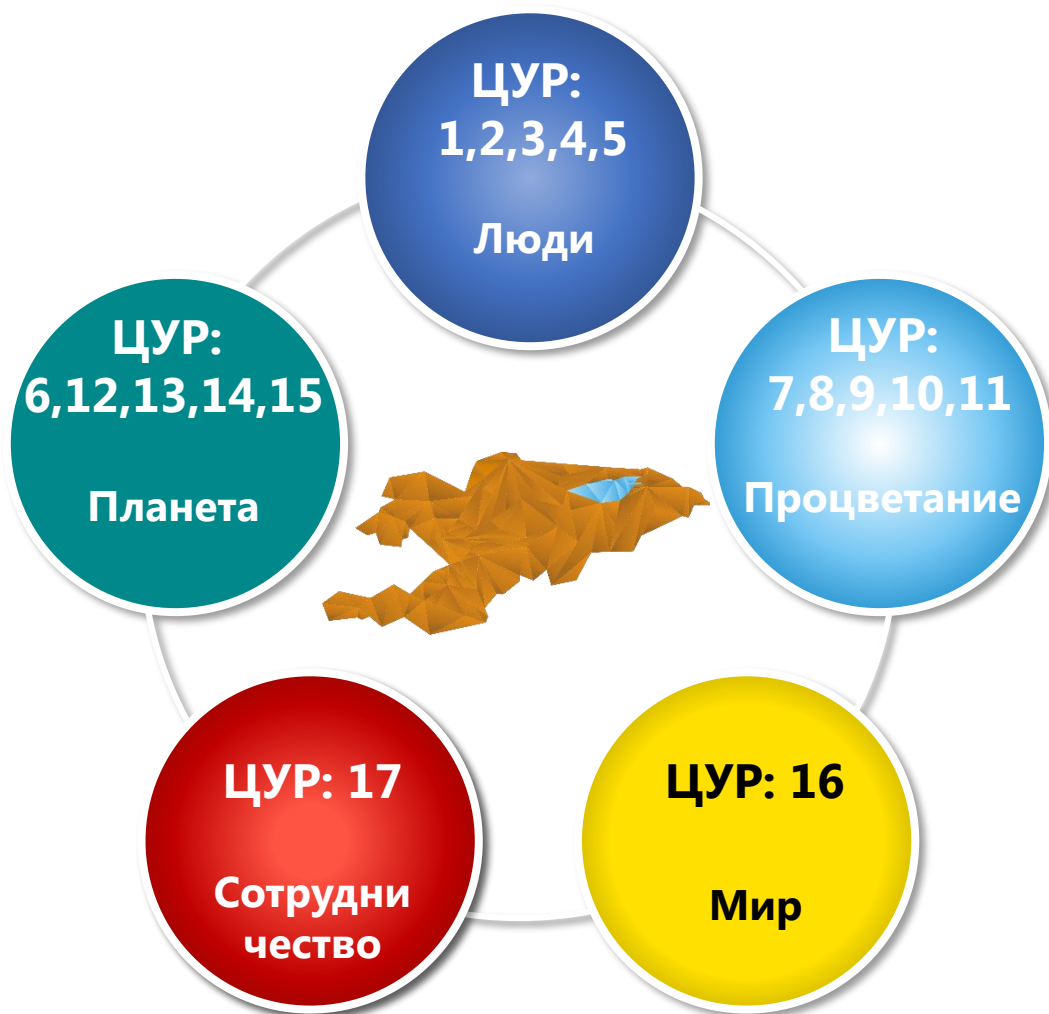 ЦУР:
1,2,3,4,5
Люди
ЦУР:
6,12,13,14,15
Планета
ЦУР:
7,8,9,10,11
Процветание
ЦУР: 17
Сотрудни
чество
ЦУР: 16
Мир